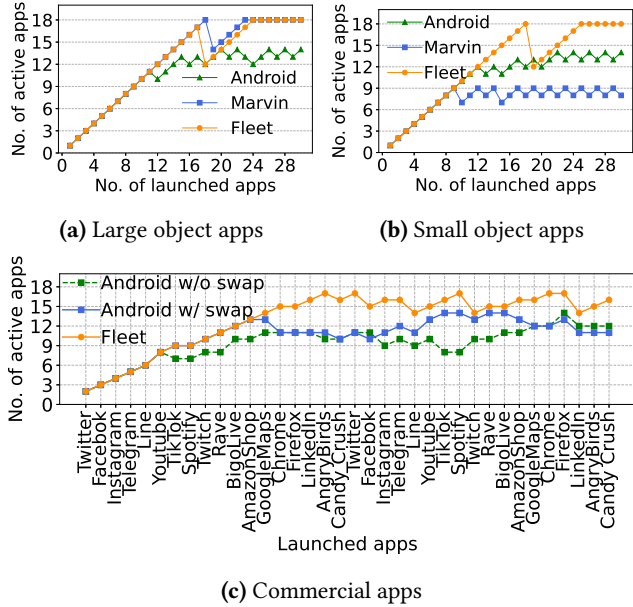 No. of active apps
18
15
12
9
6
3
0
0 4 8 12 16 20 24 28
No. of launched apps
Android
Marvin
Fleet
(a) Large object apps
No. of active apps
18
15
12
9
6
3
0
0 4 8 12 16 20 24 28
No. of launched apps
Android
Marvin
Fleet
(b) Small object apps
No. of active apps
18
15
12
9
6
3
0
Android w/o swap
Android w/ swap
Fleet
Twitter
Facebok
Instagram
Telegram
Line
Youtube
TikTok
Spotify
Twitch
Rave
BigoLive
AmazonShop
GoogleMaps
Chrome
Firefox
LinkedIn
AngryBirds
Candy_Crush
Twitter
Facebok
Instagram
Telegram
Line
Youtube
TikTok
Spotify
Twitch
Rave
BigoLive
AmazonShop
GoogleMaps
Chrome
Firefox
LinkedIn
AngryBirds
Candy Crush
Launched apps
(c) Commercial apps